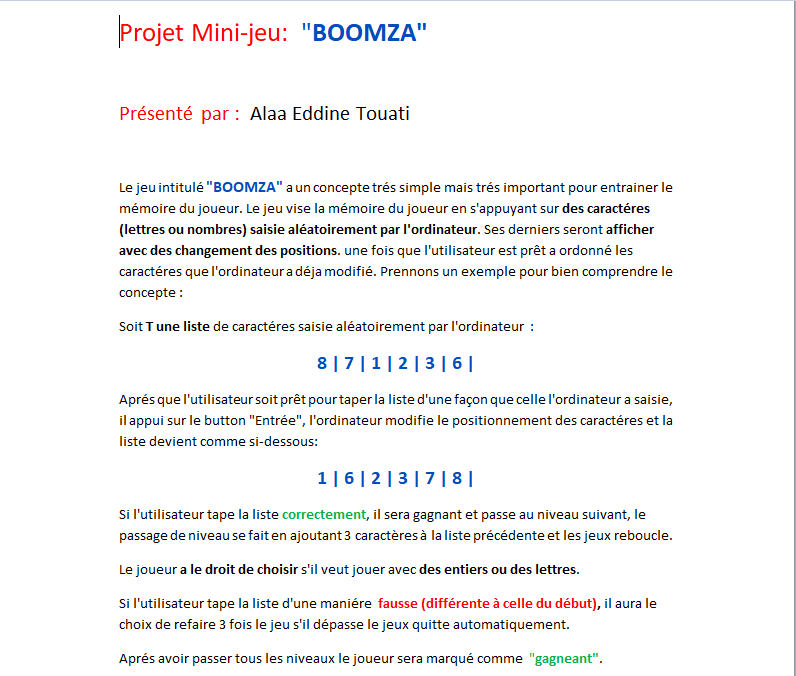 Projet Mini-jeu: "BOOMZA"
Présenté par : Alaa Eddine Touati
Le jeu intitulé "BOOMZA" a un concepte trés simple mais trés important pour entrainer le
mémoire du joueur. Le jeu vise la mémoire du joueur en s'appuyant sur des caractéres
(lettres ou nombres) saisie aléatoirement par l'ordinateur. Ses derniers seront afficher
avec des changement des positions. une fois que l'utilisateur est prêt a ordonné les
caractéres que l'ordinateur a déja modifié. Prennons un exemple pour bien comprendre le
concepte :
Soit T une liste de caractéres saisie aléatoirement par l'ordinateur :
8 | 7 | 1 | 2 | 3 | 6 |
Aprés que l'utilisateur soit prêt pour taper la liste d'une façon que celle l'ordinateur a saisie,
il appui sur le button "Entrée", l'ordinateur modifie le positionnement des caractéres et la
liste devient comme si-dessous:
1 | 6 | 2 | 3 | 7 | 8 |
Si l'utilisateur tape la liste correctement, il sera gagnant et passe au niveau suivant, le
passage de niveau se fait en ajoutant 3 caractères à la liste précédente et les jeux reboucle.
Le joueur a le droit de choisir s'il veut jouer avec des entiers ou des lettres.
Si l'utilisateur tape la liste d'une maniére fausse (différente à celle du début), il aura le
choix de refaire 3 fois le jeu s'il dépasse le jeux quitte automatiquement.
Aprés avoir passer tous les niveaux le joueur sera marqué comme "gagneant".